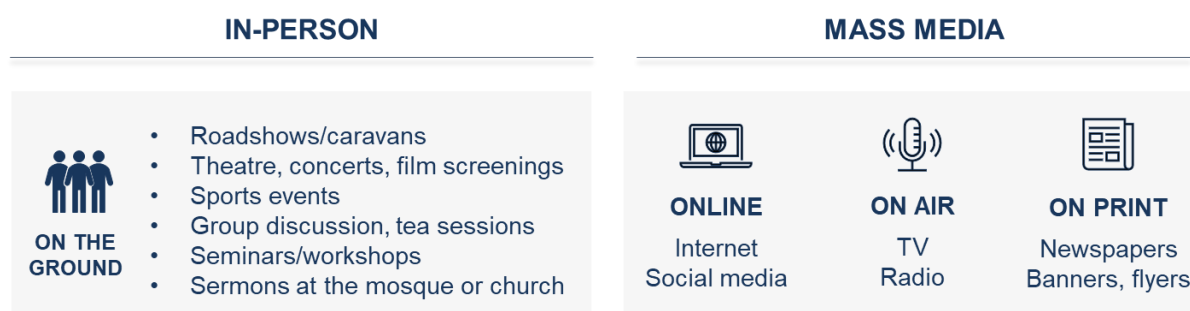 IN-PERSON
ON THE
GROUND
• Roadshows/caravans
• Theatre, concerts, film screenings
• Sports events
• Group discussion, tea sessions
• Seminars/workshops
• Sermons at the mosque or church
MASS MEDIA
ONLINE
Internet
Social media
ON AIR
TV
Radio
ON PRINT
Newspapers
Banners, flyers